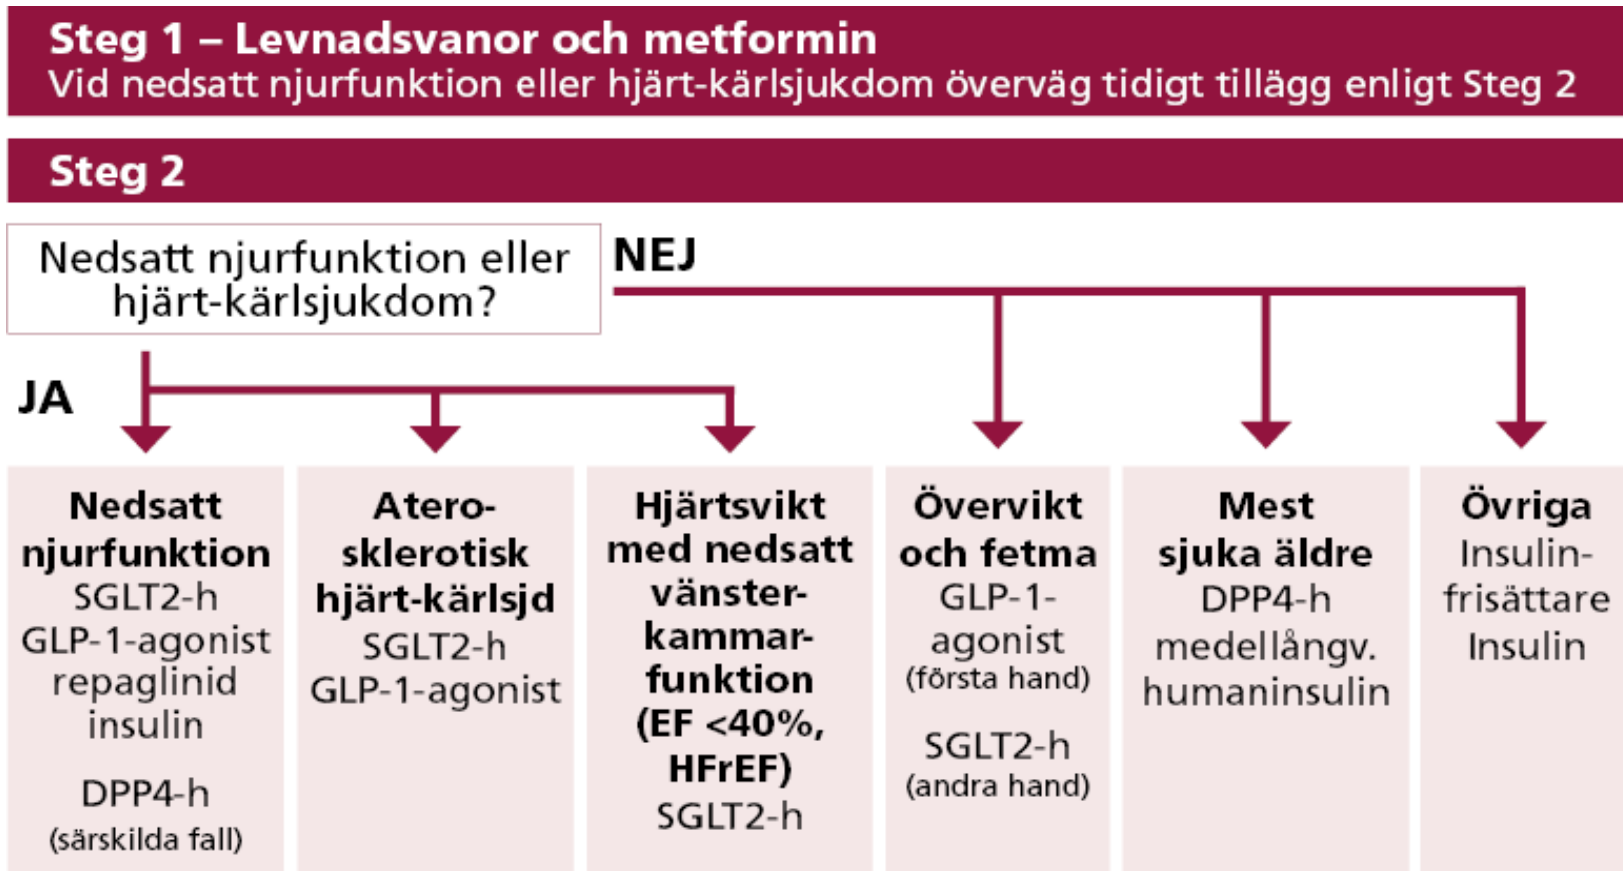 Steg 1 – Levnadsvanor och metformin
Vid nedsatt njurfunktion eller hjärt-kärlsjukdom överväg tidigt tillägg enligt Steg 2
Steg 2
Nedsatt njurfunktion eller
hjärt-kärlsjukdom?
NEJ
JA
Nedsatt
njurfunktion
SGLT2-h
GLP-1-agonist
repaglinid
insulin
DPP4-h
(särskilda fall)
Atero-
sklerotisk
hjärt-kärlsjd
SGLT2-h
GLP-1-agonist
Hjärtsvikt
med nedsatt
vänster-
kammar-
funktion
(EF <40%,
HFrEF)
SGLT2-h
Övervikt
och fetma
GLP-1-
agonist
(första hand)
SGLT2-h
(andra hand)
Mest
sjuka äldre
DPP4-h
medellångv.
humaninsulin
Övriga
Insulin-
frisättare
Insulin